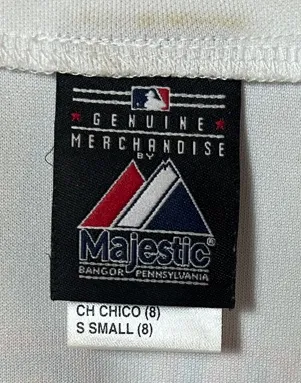 GENUINE
MERCHANDISE
BY
Majestic®
BANGOR PENNSYLVANIA
CH CHICO (8)
S SMALL (8)